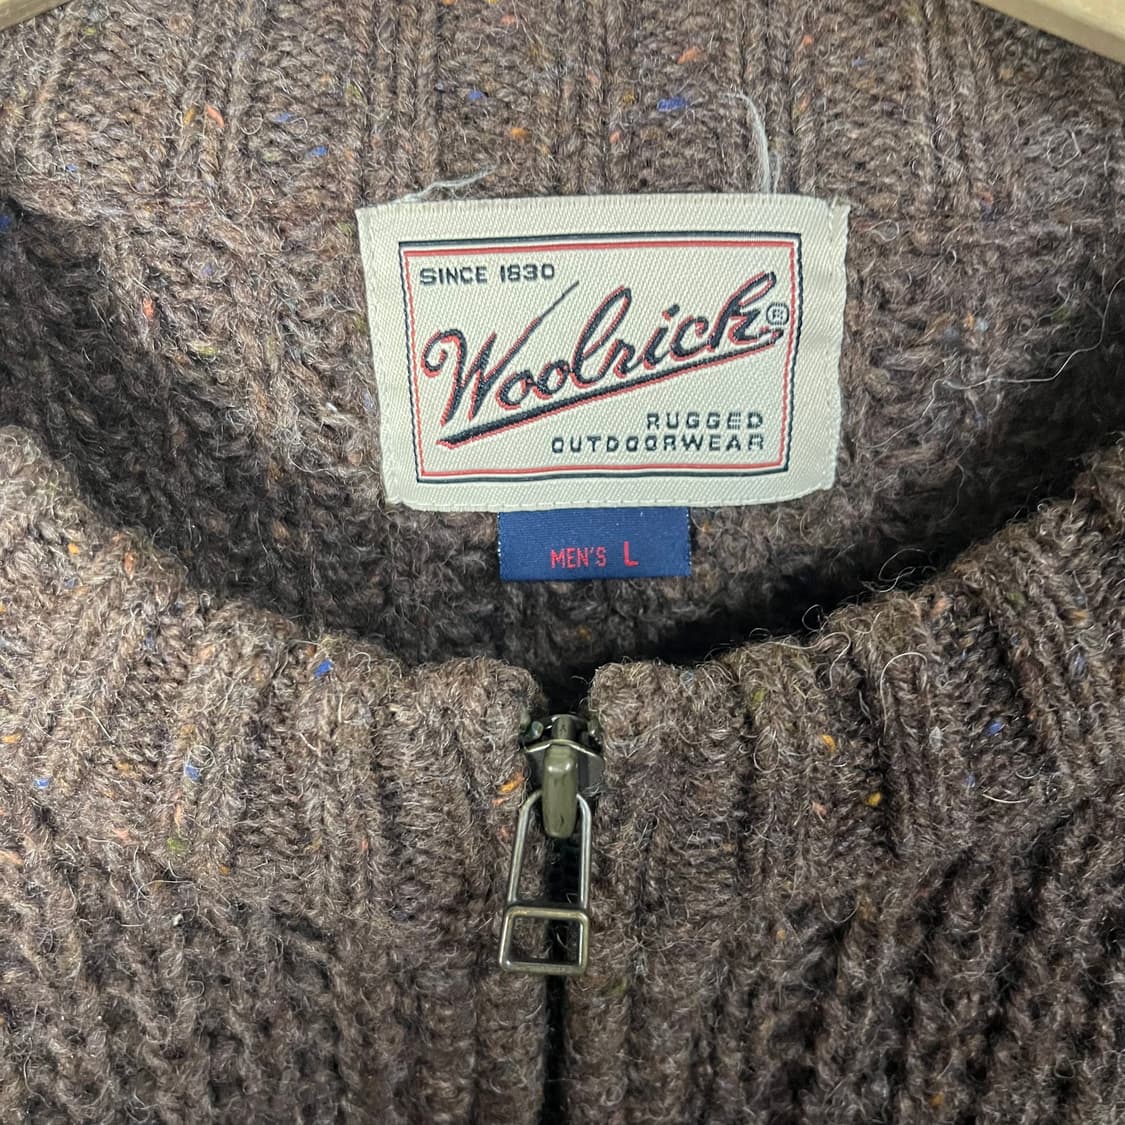 SINCE 1830
Woolrich®
RUGGED
OUTDOORWEAR
MEN'S L